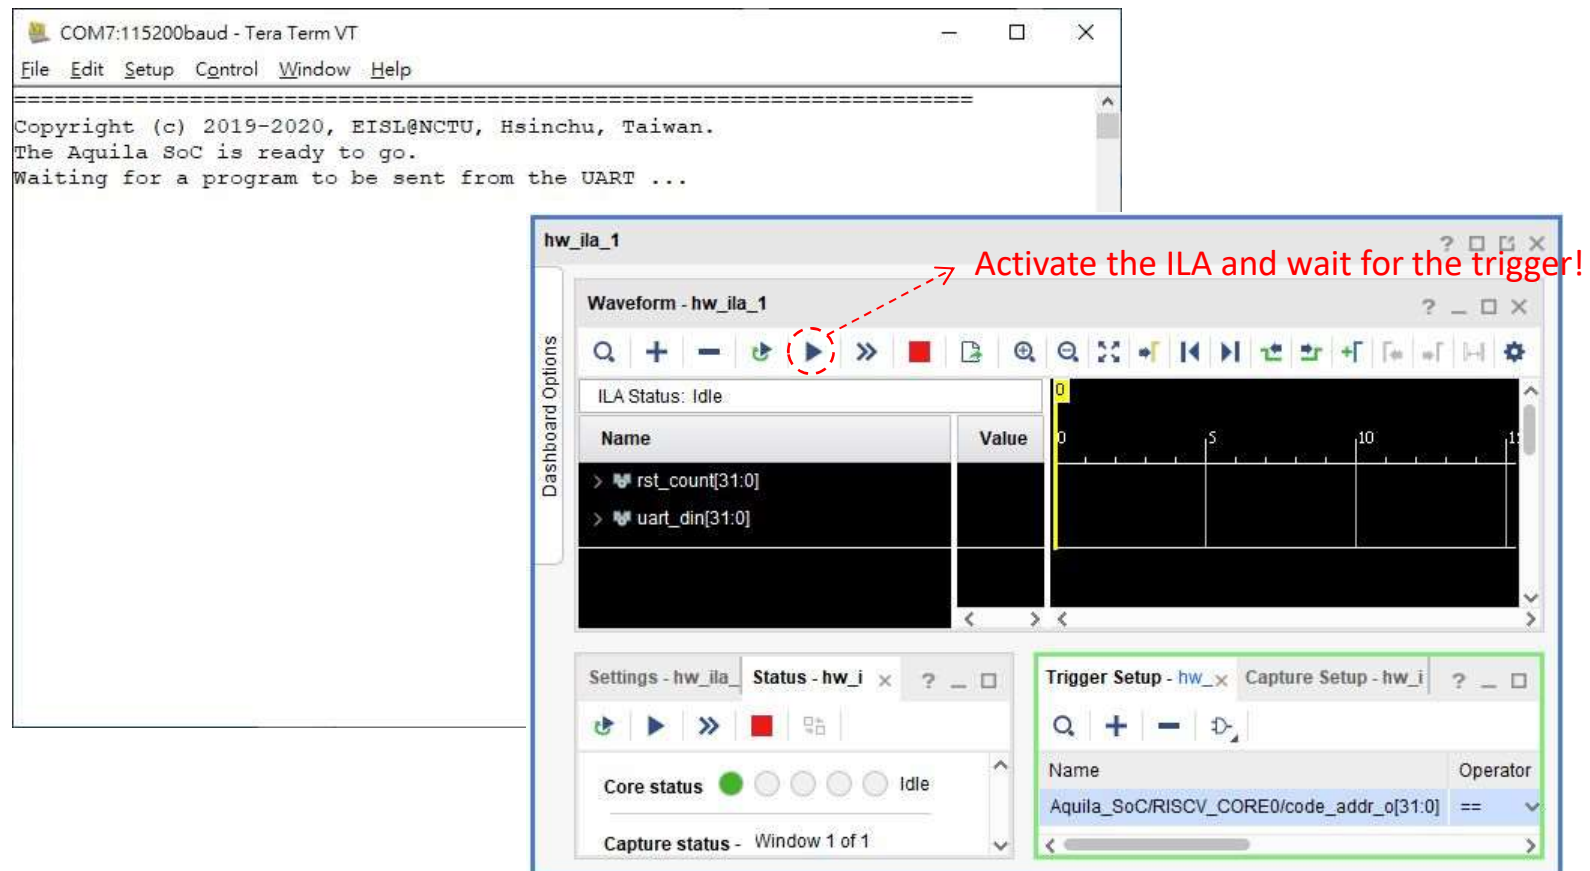 COM7:115200baud - Tera Term VT
File Edit Setup Control Window Help
=======================================================================
Copyright (c) 2019-2020, EISL@NCTU, Hsinchu, Taiwan.
The Aquila SoC is ready to go.
Waiting for a program to be sent from the UART ...
hw_ila_1
Activate the ILA and wait for the trigger!
Dashboard Options
Waveform - hw_ila_1
ILA Status: Idle
Name Value
0
0 5 10
rst_count[31:0]
uart_din[31:0]
Settings - hw_ila_ Status - hw_i
Core status Idle
Capture status - Window 1 of 1
Trigger Setup - hw_ Capture Setup - hw_i
Name Operator
Aquila_SoC/RISCV_CORE0/code_addr_o[31:0] ==